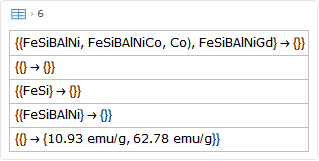 › 6
{{FeSiBAlNi, FeSiBAlNiCo, Co), FeSiBAlNiGd} → {}}
{{} → {}}
{{FeSi} → {}}
{{FeSiBAlNi} → {}}
{{} → {10.93 emu/g, 62.78 emu/g}}